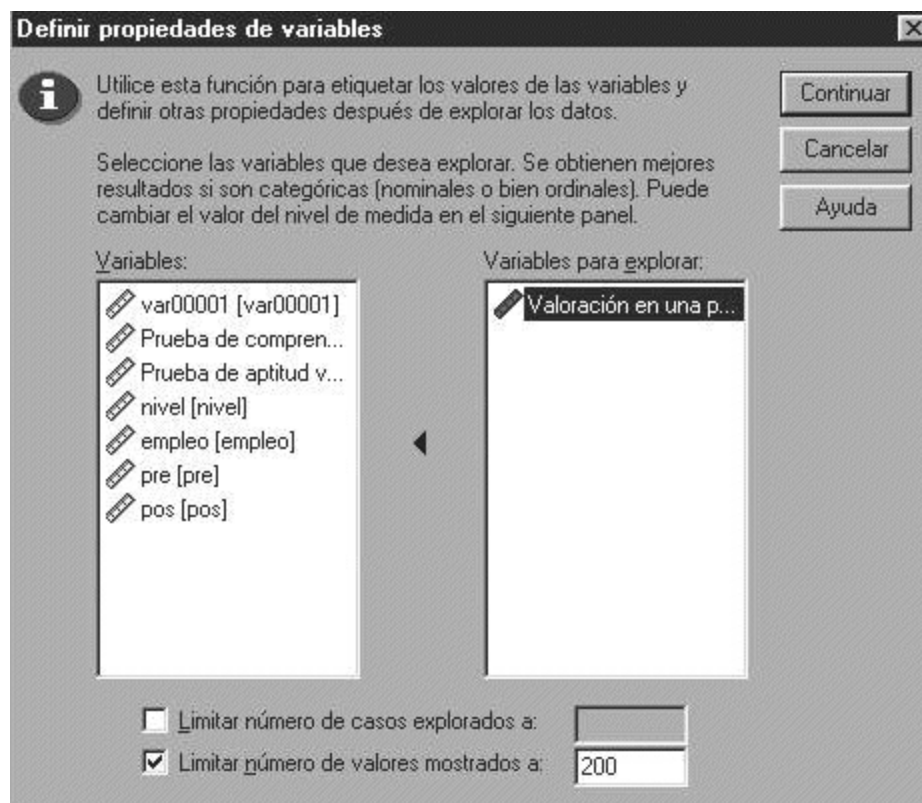 Definir propiedades de variables
Utilice esta función para etiquetar los valores de las variables y
definir otras propiedades después de explorar los datos.
Seleccione las variables que desea explorar. Se obtienen mejores
resultados si son categóricas (nominales o bien ordinales). Puede
cambiar el valor del nivel de medida en el siguiente panel.
Continuar
Cancelar
Ayuda
Variables:
var00001 [var00001]
Prueba de compren...
Prueba de aptitud v...
nivel [nivel]
empleo [empleo]
pre [pre]
pos [pos]
Variables para explorar:
Valoración en una p...
Limitar número de casos explorados a:
Limitar número de valores mostrados a:
200